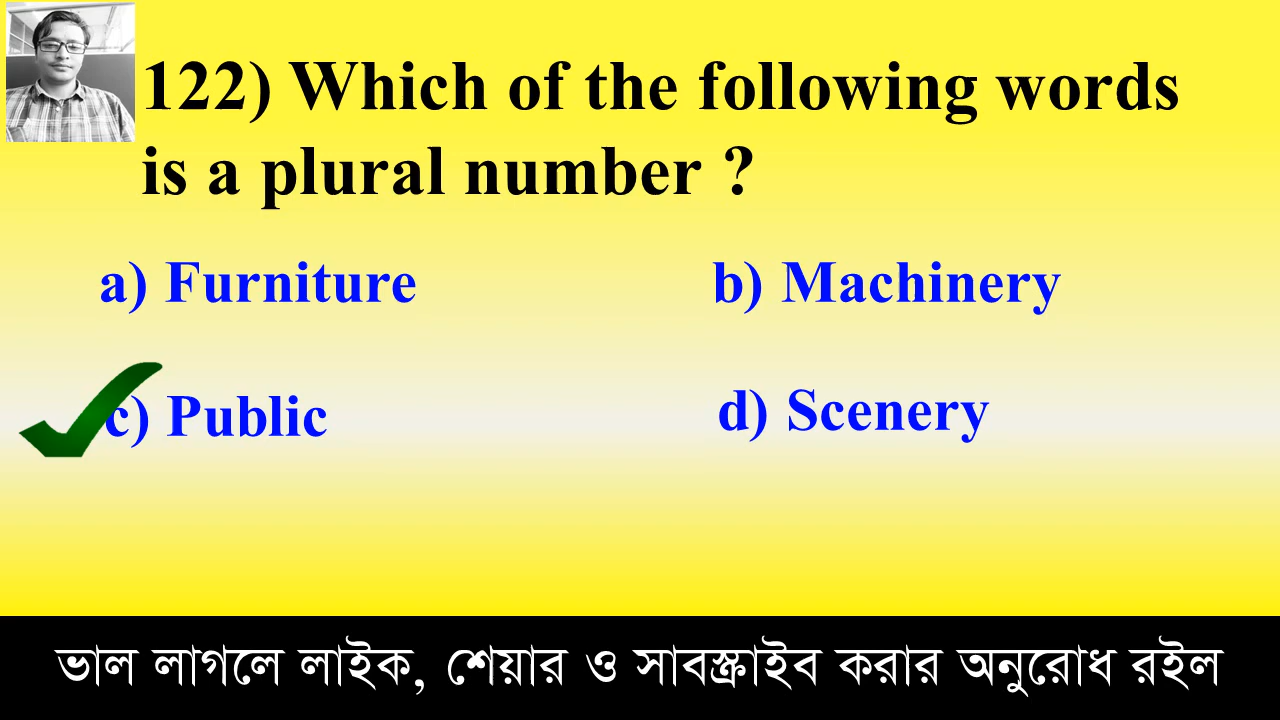 122) Which of the following words
is a plural number ?
a) Furniture
b) Machinery
c) Public
d) Scenery
ভাল লাগলে লাইক, শেয়ার ও সাবস্ক্রাইব করার অনুরোধ রইল